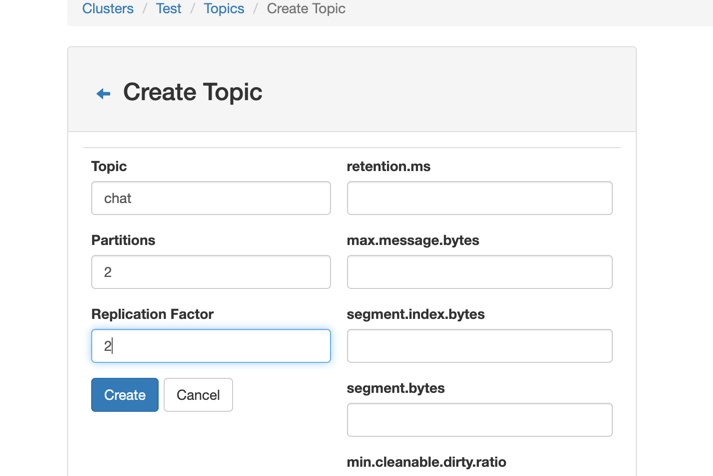 Clusters / Test / Topics / Create Topic
Create Topic
Topic
chat
Partitions
2
Replication Factor
2
Create Cancel
retention.ms
max.message.bytes
segment.index.bytes
segment.bytes
min.cleanable.dirty.ratio